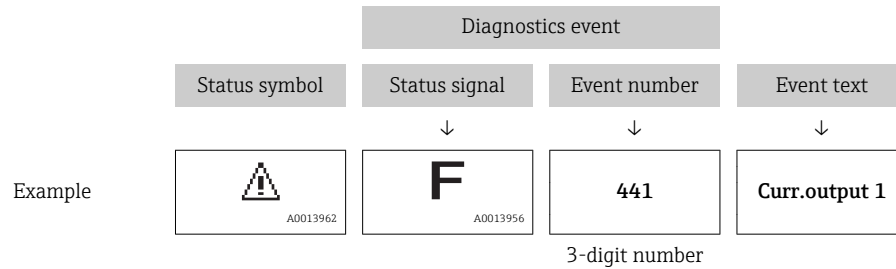 Diagnostics event
Status symbol Status signal Event number Event text
↓ ↓ ↓
Example F 441 Curr.output 1
A0013962 A0013956
3-digit number